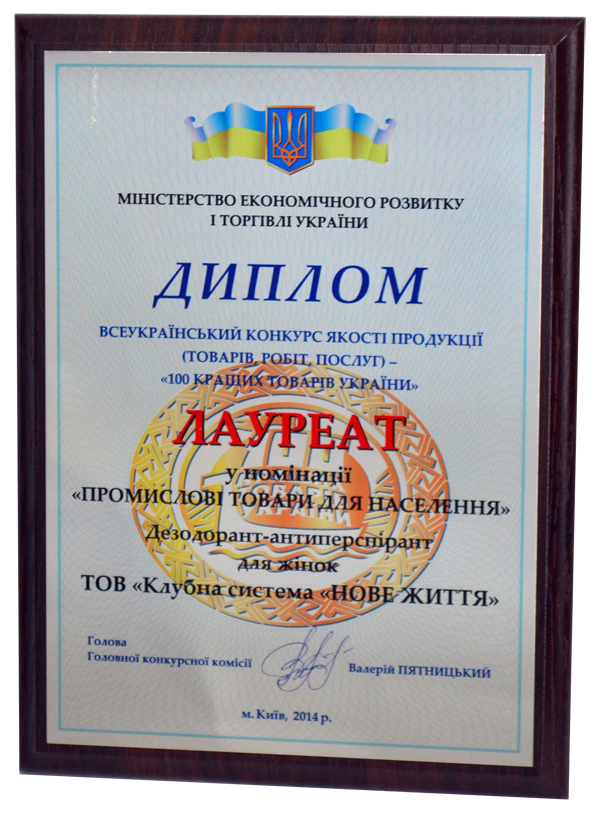 МІНІСТЕРСТВО ЕКОНОМІЧНОГО РОЗВИТКУ
І ТОРГІВЛІ УКРАЇНИ
ДИПЛОМ
ВСЕУКРАЇНСЬКИЙ КОНКУРС ЯКОСТІ ПРОДУКЦІЇ
(ТОВАРІВ, РОБІТ, ПОСЛУГ) –
«100 КРАЩИХ ТОВАРІВ УКРАЇНИ»
ЛАУРЕАТ
у номінації
«ПРОМИСЛОВІ ТОВАРИ ДЛЯ НАСЕЛЕННЯ»
Дезодорант-антиперспірант
для жінок
ТОВ «Клубна система «НОВЕ ЖИТТЯ»
Голова
Головної конкурсної комісії
Валерій ПЯТНИЦЬКИЙ
м. Київ, 2014 р.